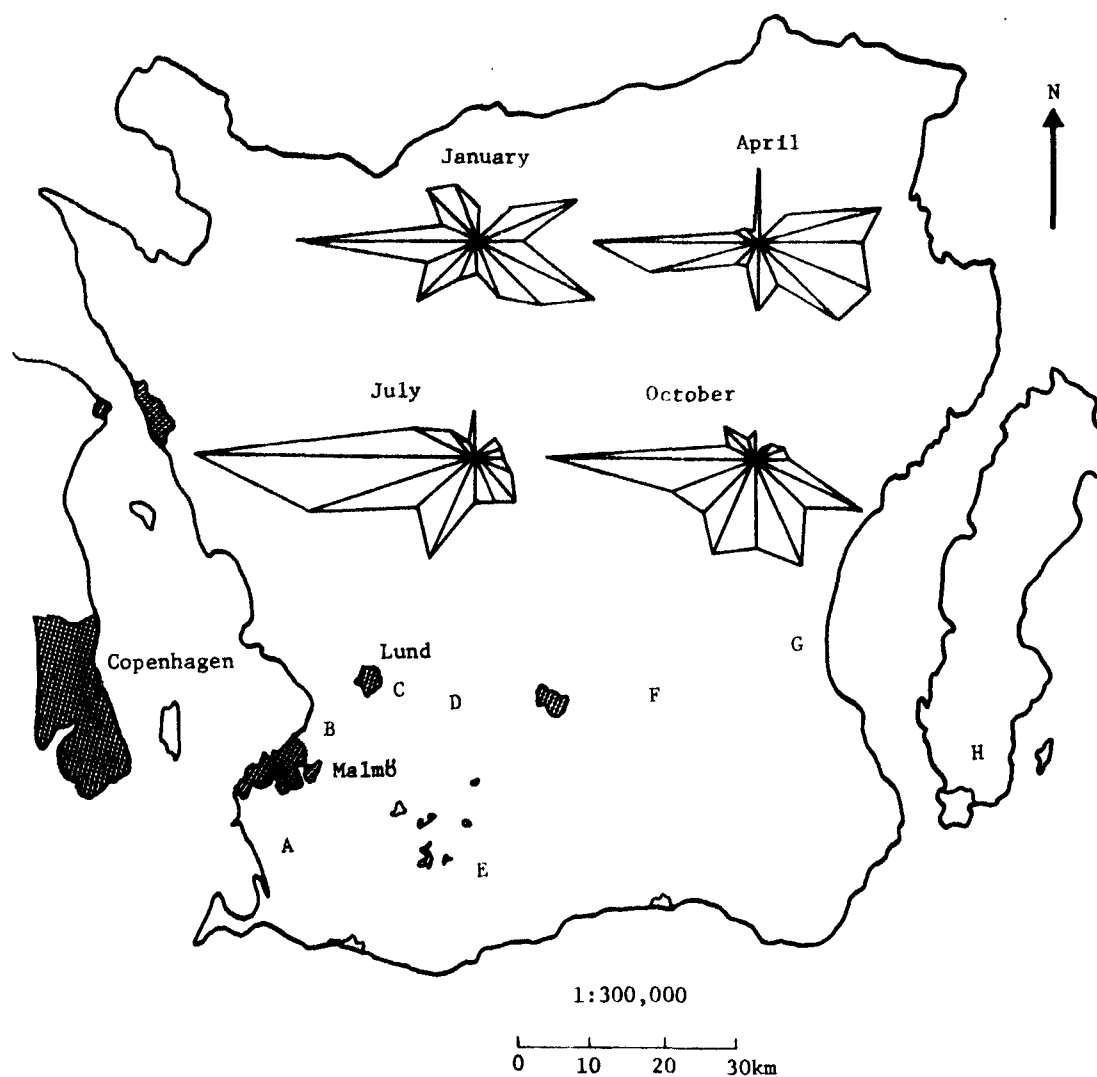 N
January
April
July
October
Copenhagen
Lund
G
C
D
F
B
Malmö
H
A
E
1:300,000
0 10 20 30km